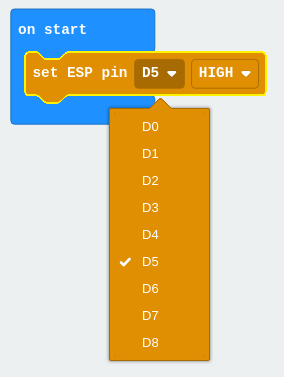 on start
set ESP pin D5 HIGH
D0
D1
D2
D3
D4
D5
D6
D7
D8